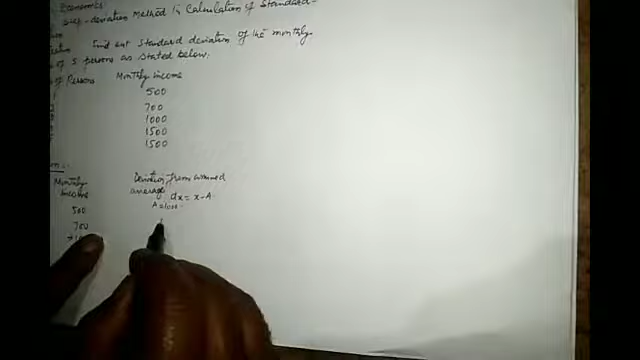 Economics
Step-deviation Method in Calculation of Standard-
Find out Standard deviation of the monthly
of 5 persons as stated below.
of Persons Monthly income
500
700
1000
1500
1500
Monthly Deviation from assumed
income average dx = x-A
A=1000
500
700